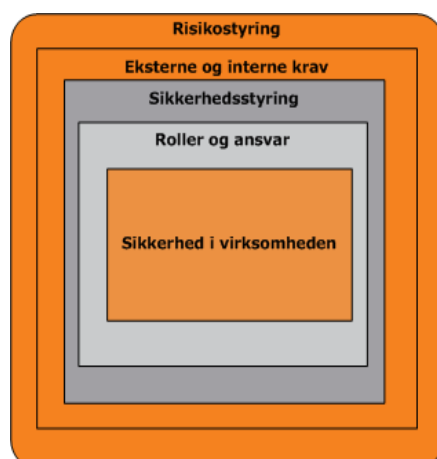 Risikostyring
Eksterne og interne krav
Sikkerhedsstyring
Roller og ansvar
Sikkerhed i virksomheden